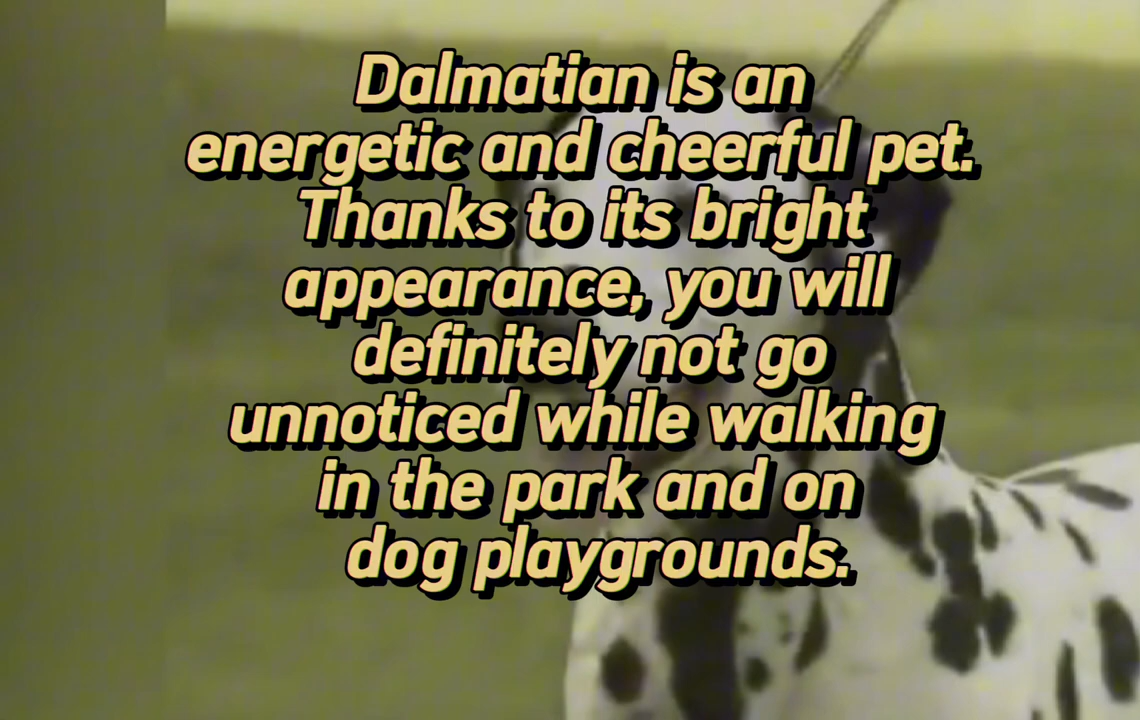 Dalmatian is an
energetic and cheerful pet.
Thanks to its bright
appearance, you will
definitely not go
unnoticed while walking
in the park and on
dog playgrounds.